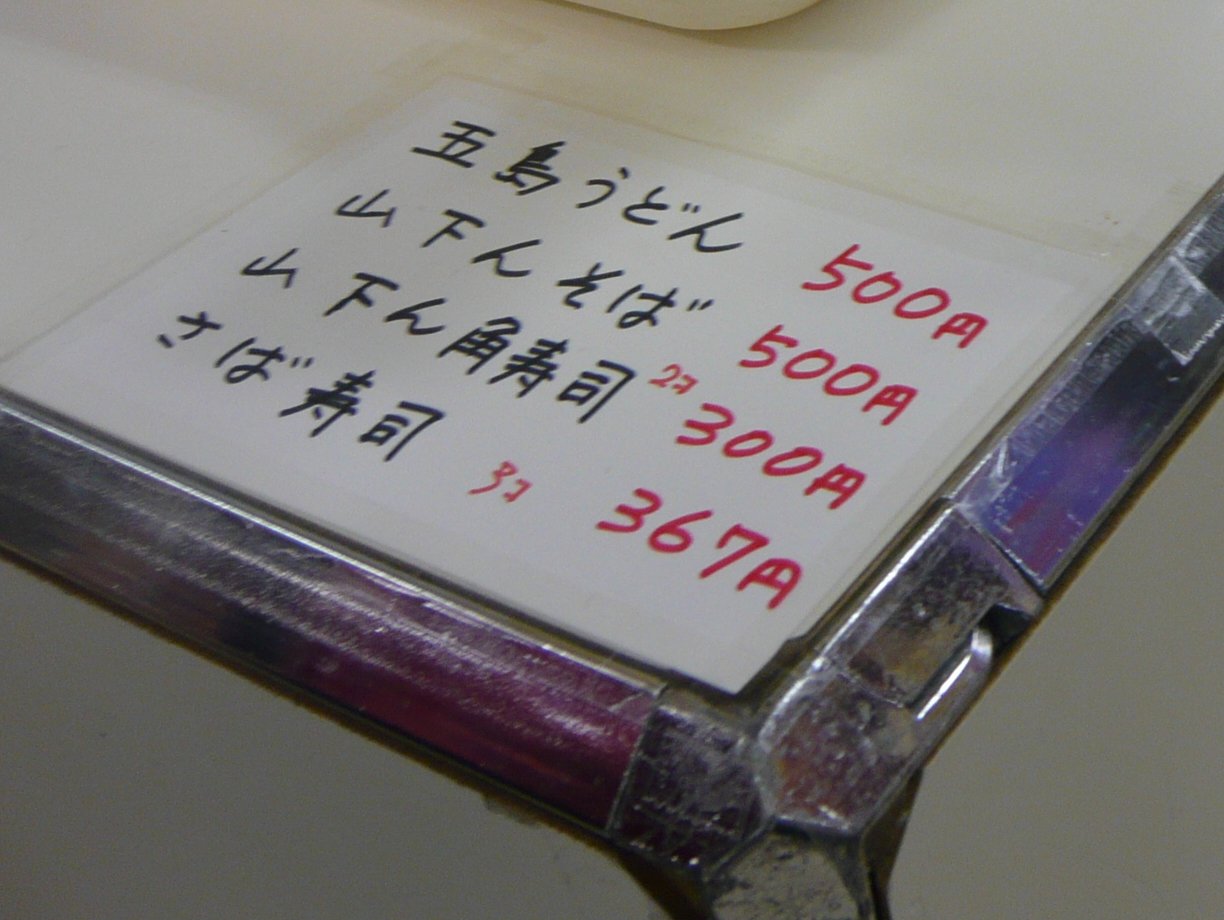 五島うどん 500円
山下んそば 500円
山下ん角寿司 2コ 300円
さば寿司 3コ 367円